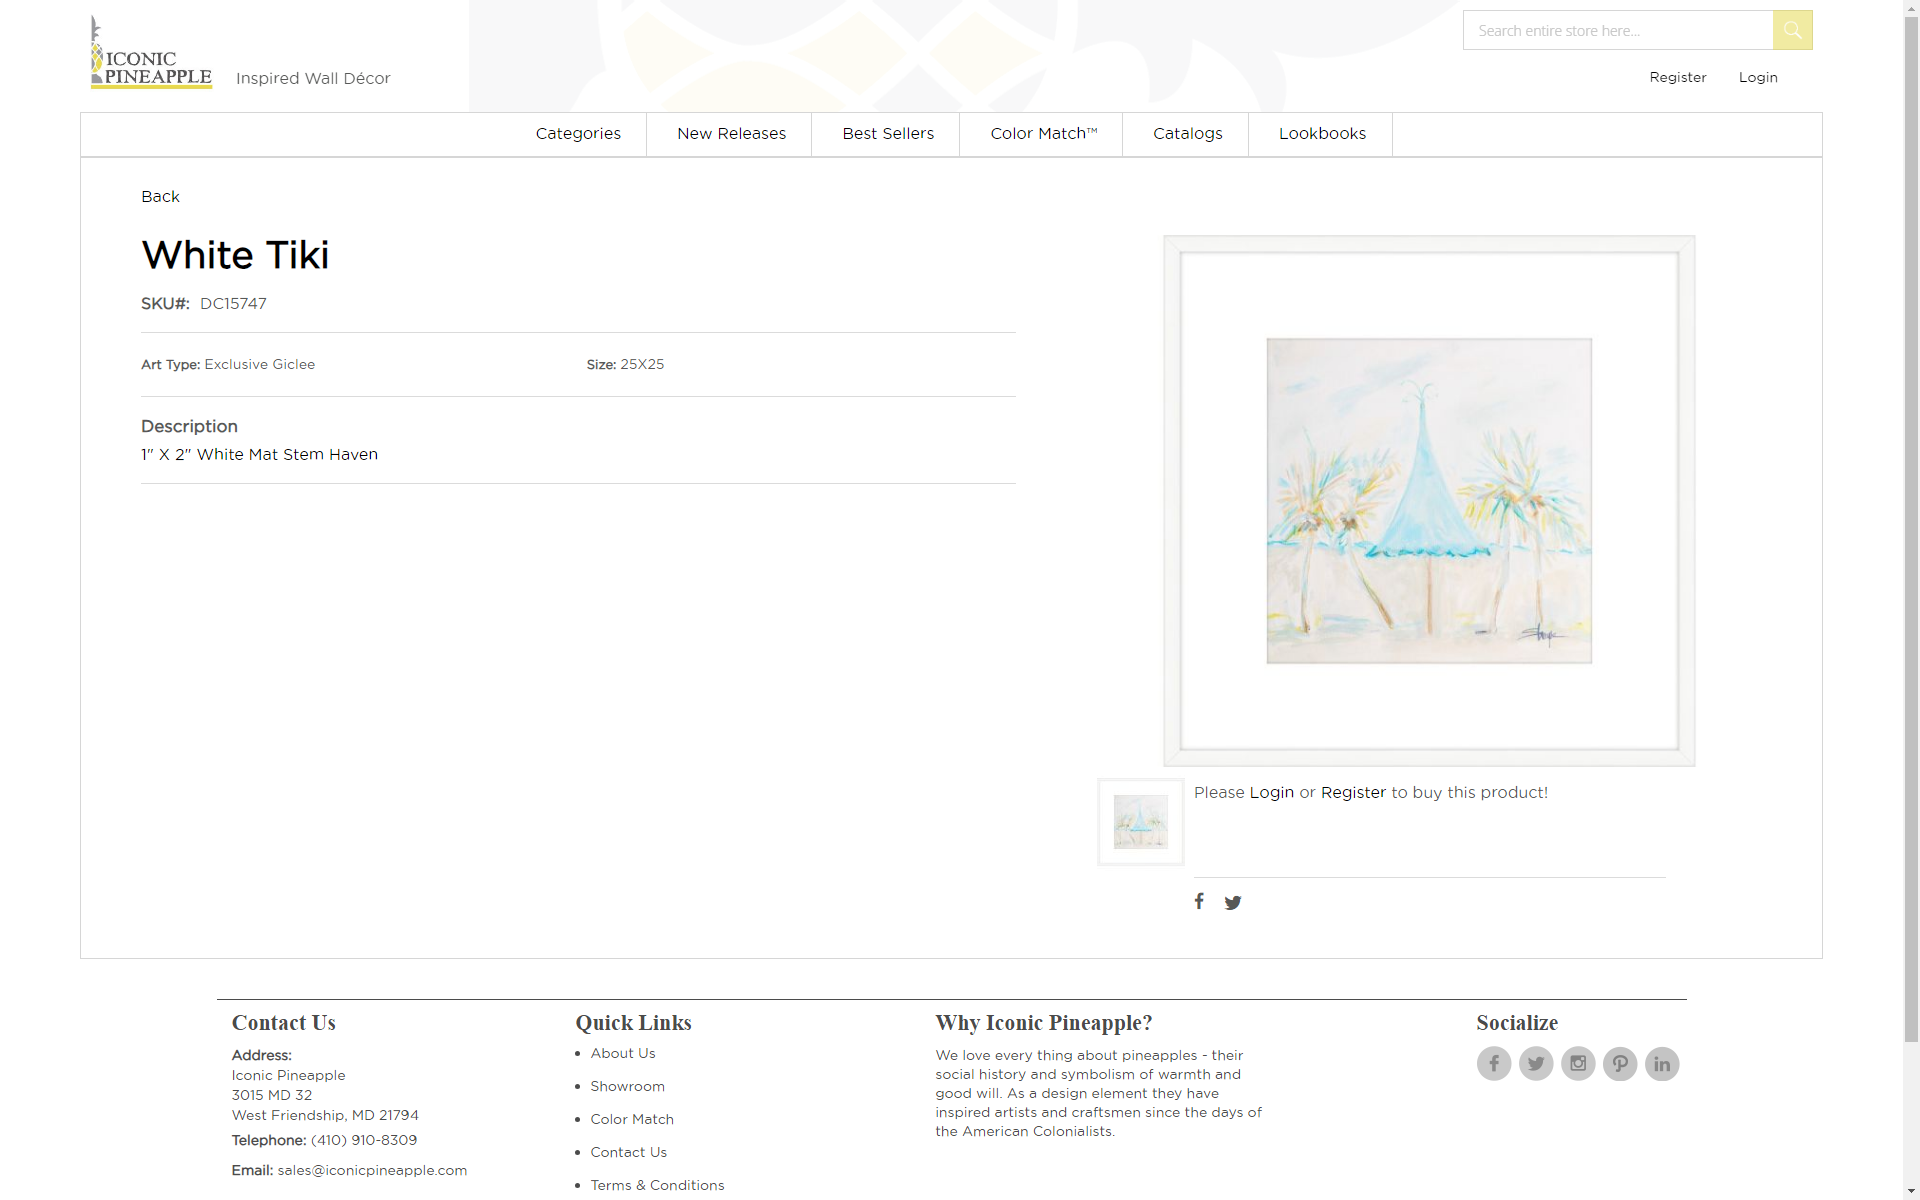 ICONIC
PINEAPPLE
Inspired Wall Décor
Search entire store here...
Register
Login
Categories
New Releases
Best Sellers
Color Match™
Catalogs
Lookbooks
Back
White Tiki
SKU#: DC15747
Art Type: Exclusive Giclee
Size: 25X25
Description
1" X 2" White Mat Stem Haven
Please Login or Register to buy this product!
Contact Us
Address:
Iconic Pineapple
3015 MD 32
West Friendship, MD 21794
Telephone: (410) 910-8309
Email: sales@iconicpineapple.com
Quick Links
About Us
Showroom
Color Match
Contact Us
Terms & Conditions
Why Iconic Pineapple?
We love every thing about pineapples - their
social history and symbolism of warmth and
good will. As a design element they have
inspired artists and craftsmen since the days of
the American Colonialists.
Socialize